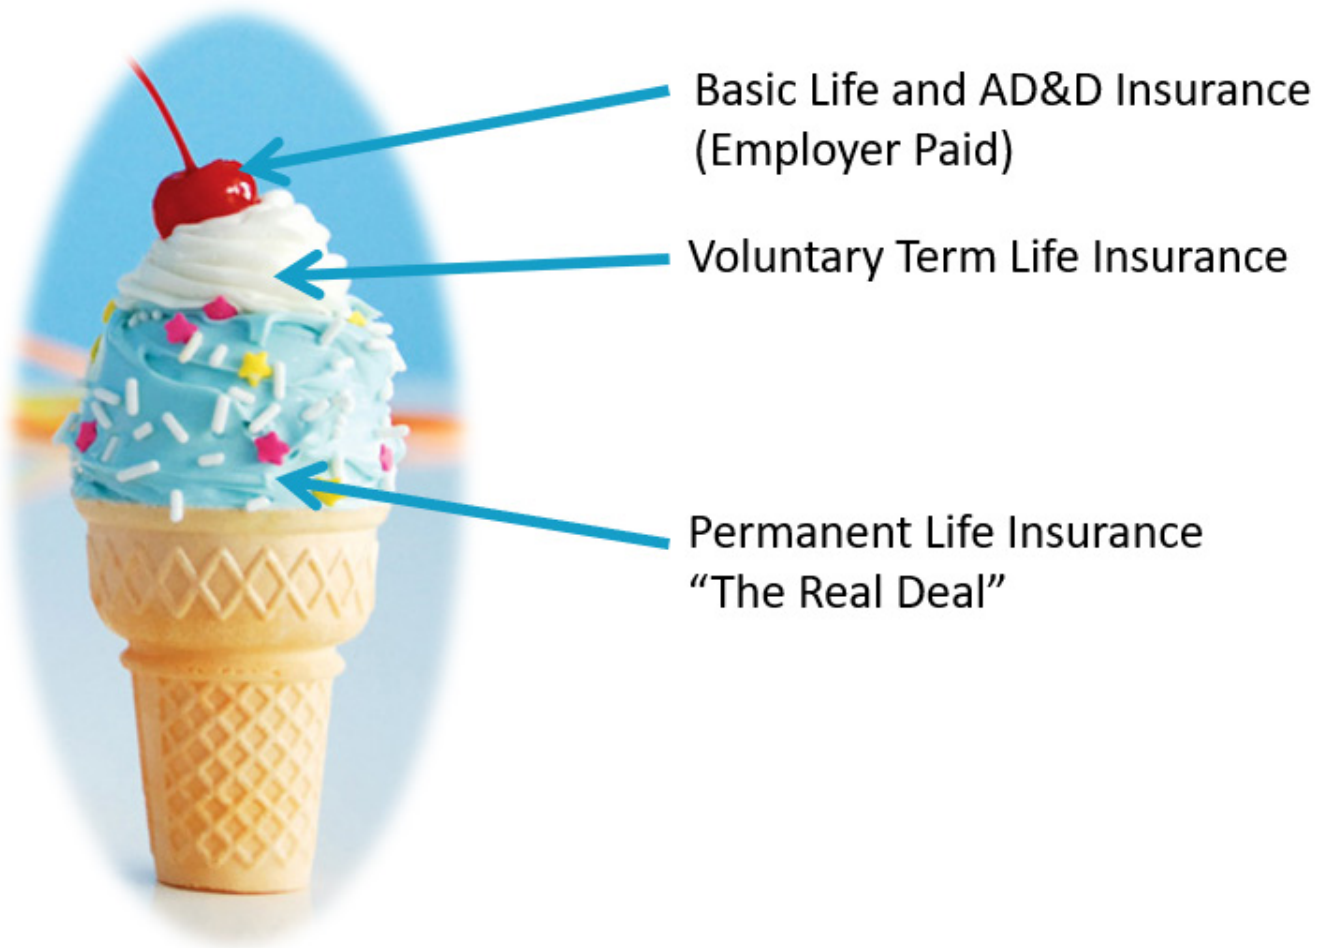 Basic Life and AD&D Insurance
(Employer Paid)
Voluntary Term Life Insurance
Permanent Life Insurance
“The Real Deal”